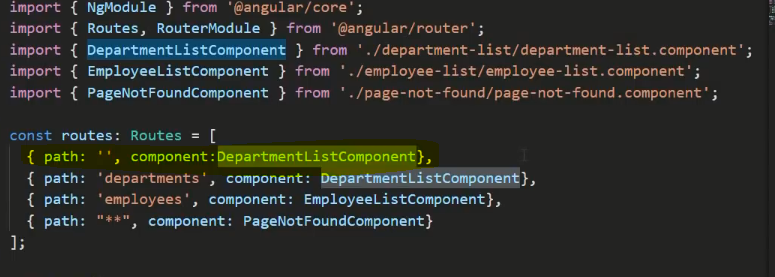 import { NgModule } from '@angular/core';
import { Routes, RouterModule } from '@angular/router';
import { DepartmentListComponent } from './department-list/department-list.component';
import { EmployeeListComponent } from './employee-list/employee-list.component';
import { PageNotFoundComponent } from './page-not-found/page-not-found.component';
const routes: Routes = [
{ path: '', component:DepartmentListComponent},
{ path: 'departments', component: DepartmentListComponent},
{ path: 'employees', component: EmployeeListComponent},
{ path: "**", component: PageNotFoundComponent}
];